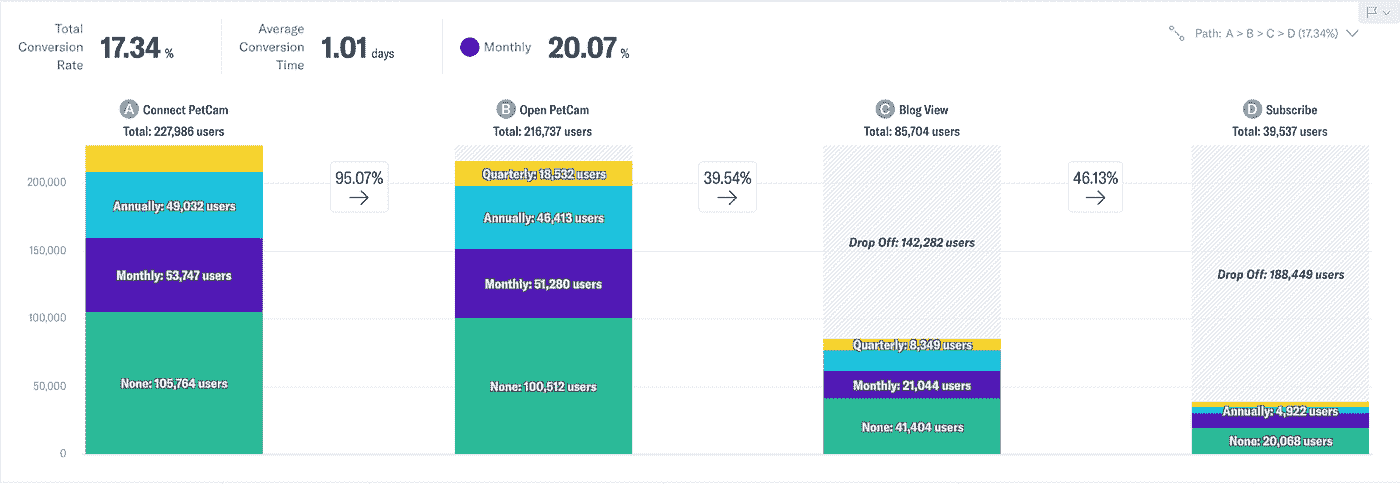 Total
Conversion
Rate
17.34 %
Average
Conversion
Time
1.01 days
Monthly
20.07 %
Path: A > B > C > D (17.34%)
A Connect PetCam
Total: 227,986 users
B Open PetCam
Total: 216,737 users
C Blog View
Total: 85,704 users
D Subscribe
Total: 39,537 users
200,000
150,000
100,000
50,000
0
Annually: 49,032 users
Monthly: 53,747 users
None: 105,764 users
95.07%
Quarterly: 18,532 users
Annually: 46,413 users
Monthly: 51,280 users
None: 100,512 users
39.54%
Drop Off: 142,282 users
Quarterly: 8,349 users
Monthly: 21,044 users
None: 41,404 users
46.13%
Drop Off: 188,449 users
Annually: 4,922 users
None: 20,068 users